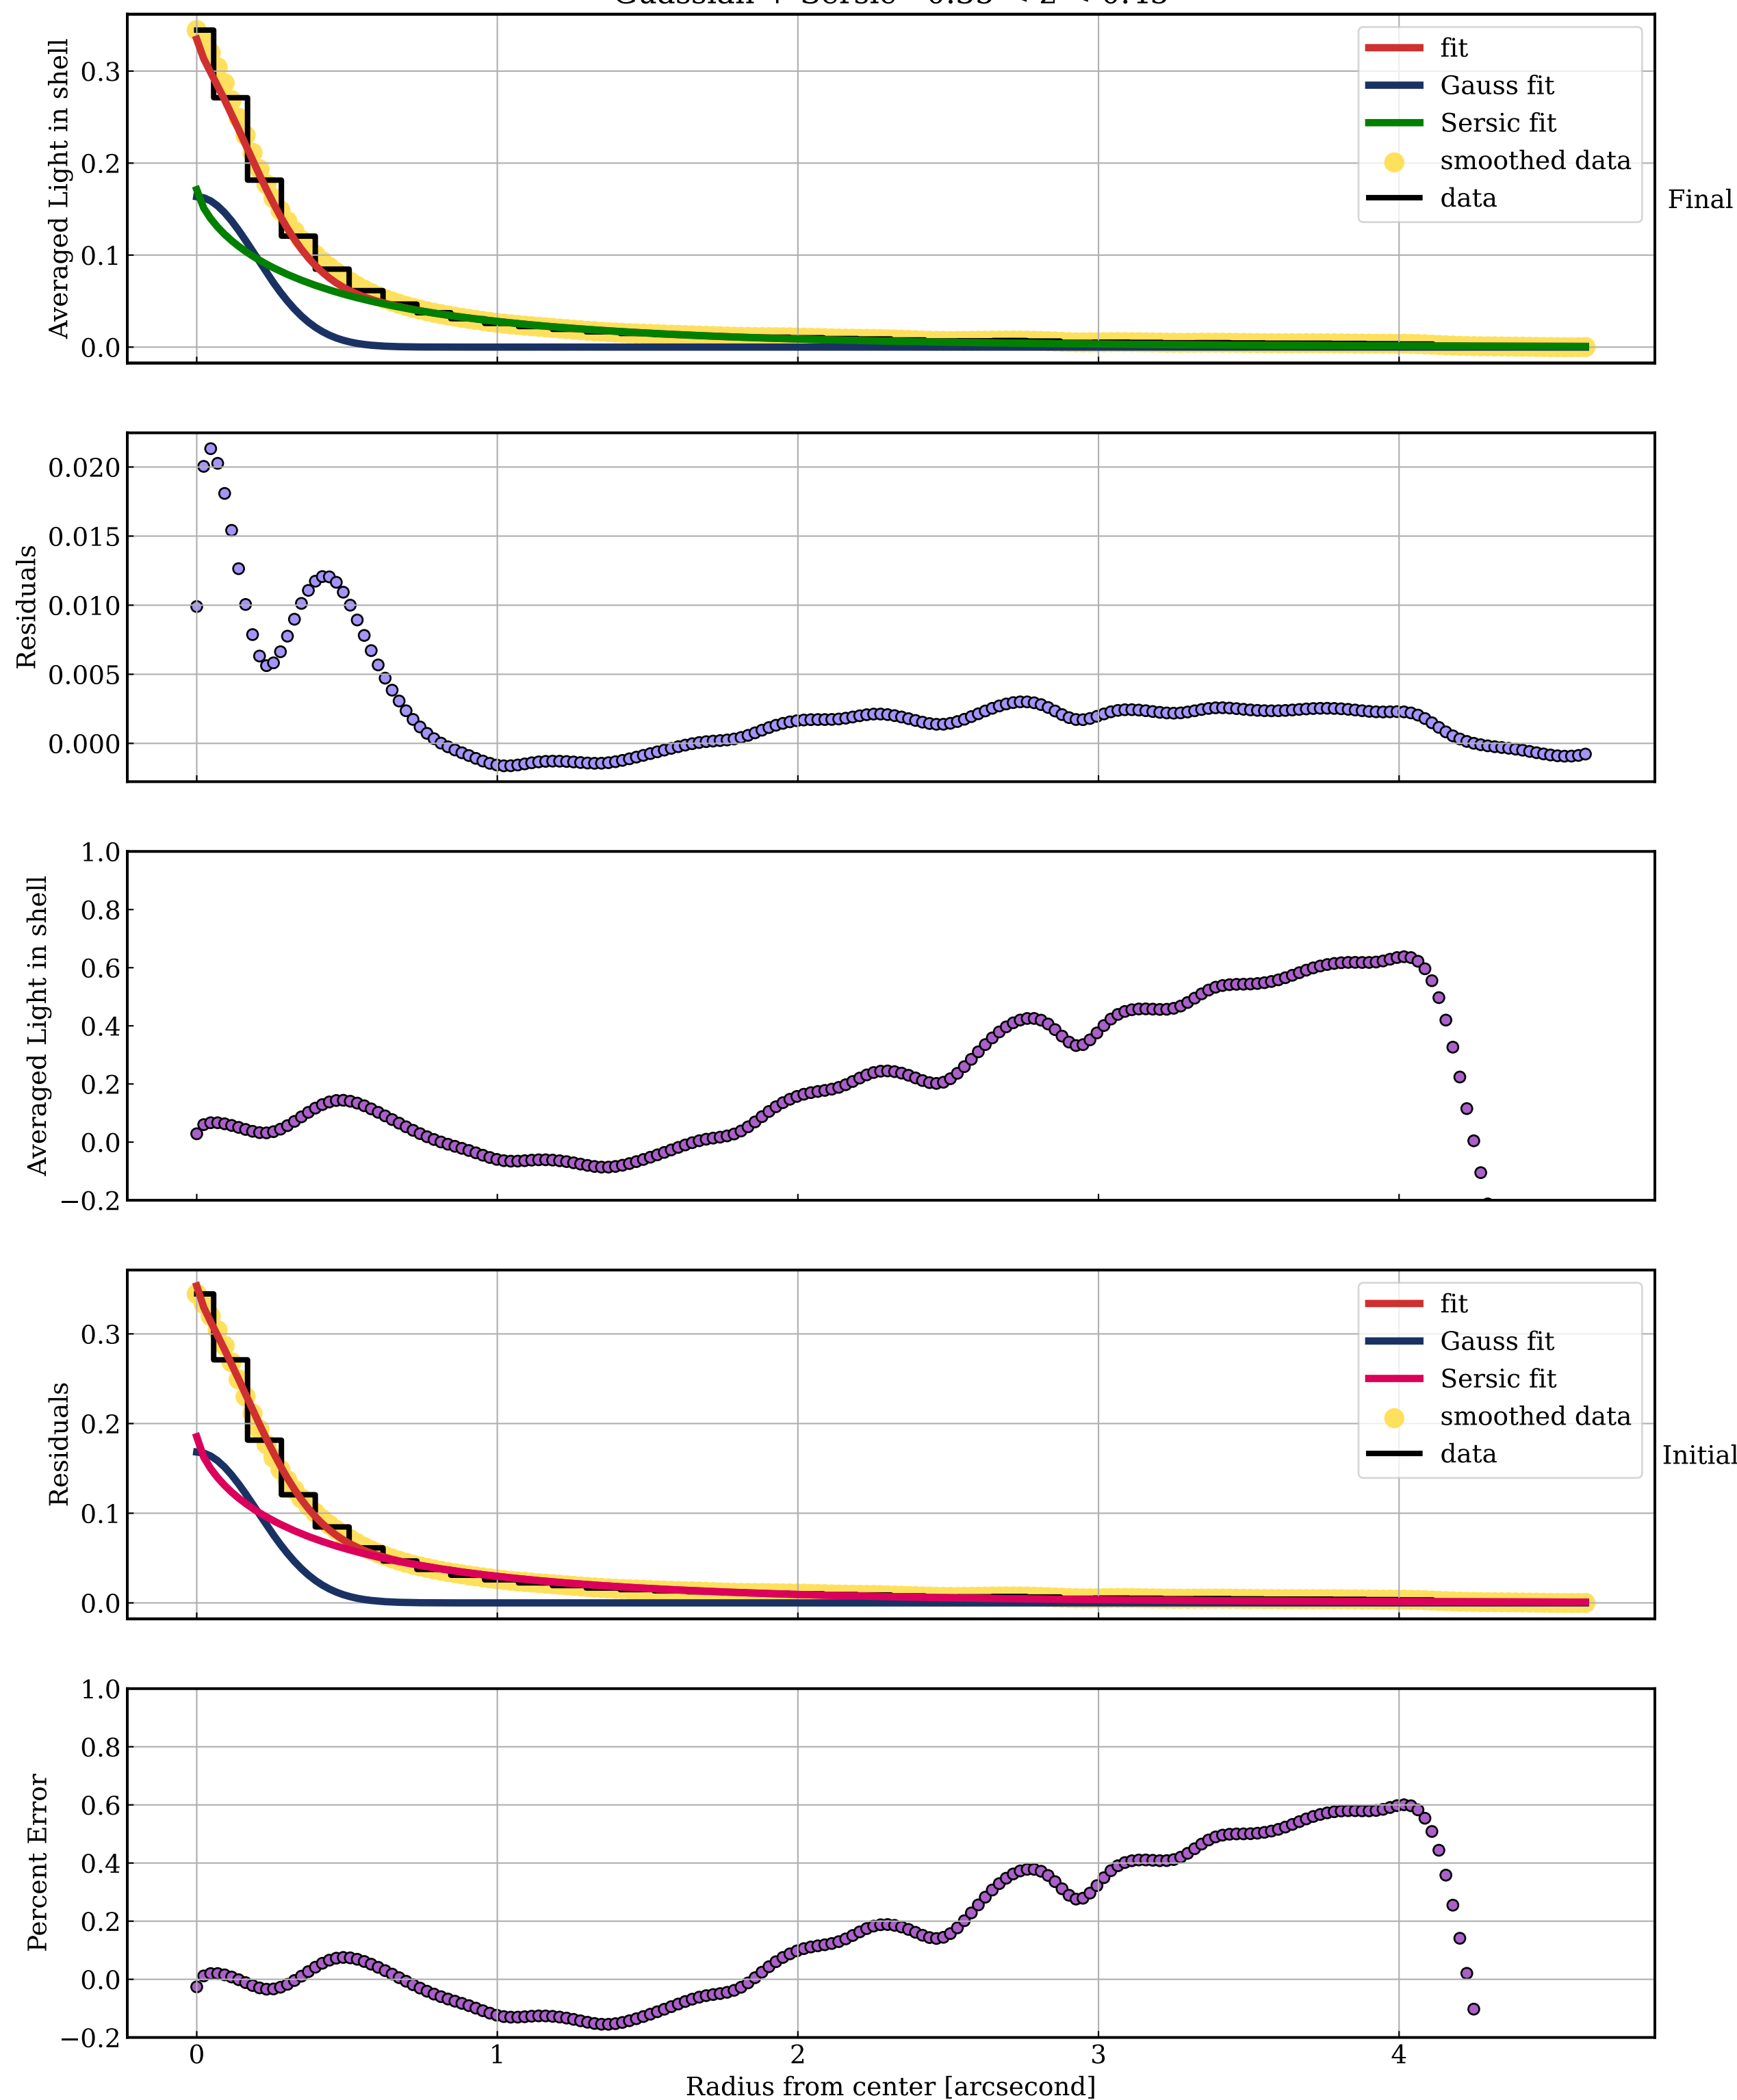 Averaged Light in shell
0.3
0.2
0.1
0.0
fit
Gauss fit
Sersic fit
smoothed data
data
Final
Residuals
0.020
0.015
0.010
0.005
0.000
Averaged Light in shell
1.0
0.8
0.6
0.4
0.2
0.0
−0.2
Residuals
0.3
0.2
0.1
0.0
fit
Gauss fit
Sersic fit
smoothed data
data
Initial
Percent Error
1.0
0.8
0.6
0.4
0.2
0.0
−0.2
0 1 2 3 4
Radius from center [arcsecond]